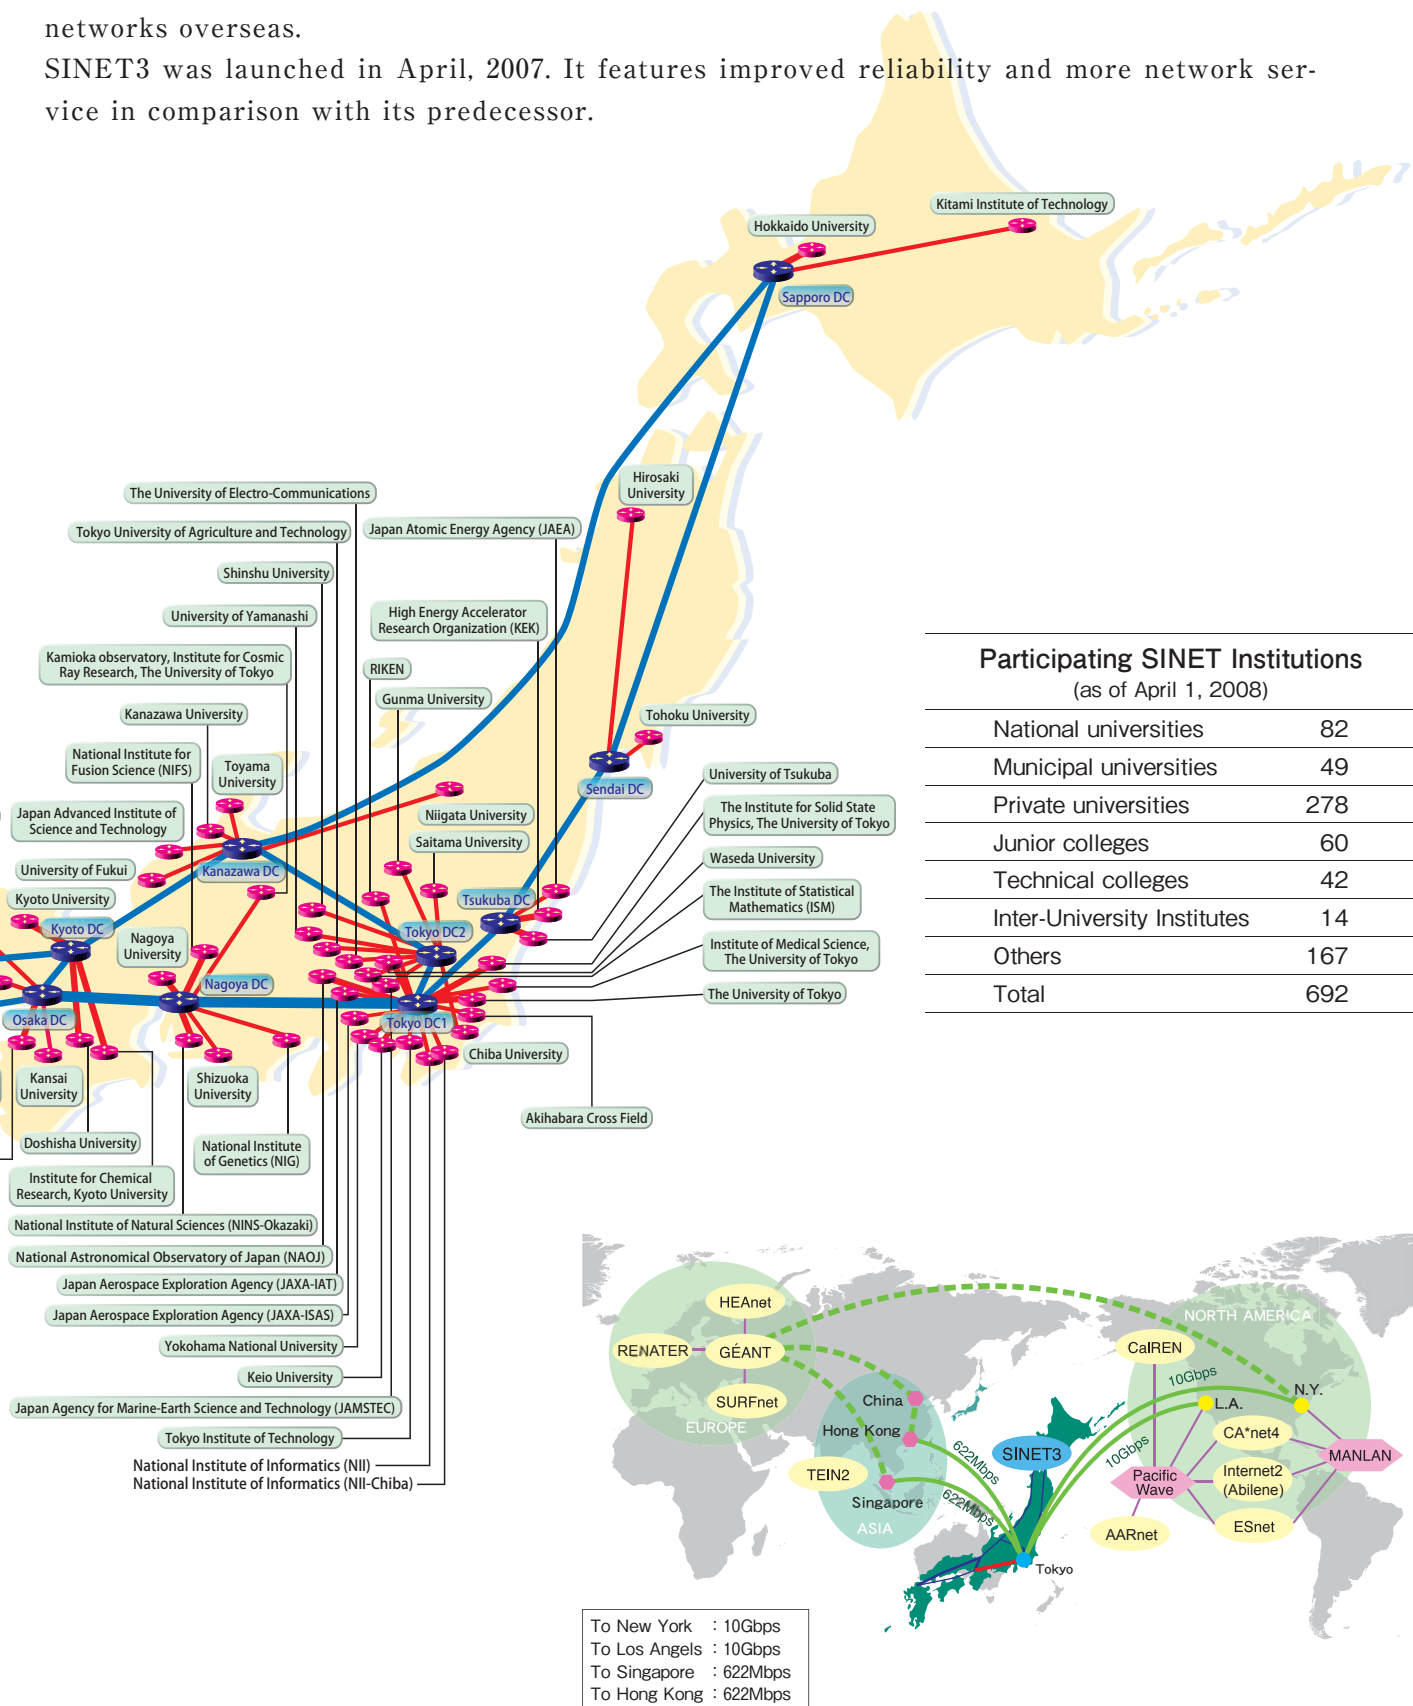 networks overseas.
SINET3 was launched in April, 2007. It features improved reliability and more network ser-
vice in comparison with its predecessor.
Kitami Institute of Technology
Hokkaido University
Sapporo DC
Hirosaki
University
The University of Electro-Communications
Tokyo University of Agriculture and Technology
Japan Atomic Energy Agency (JAEA)
Shinshu University
University of Yamanashi
High Energy Accelerator
Research Organization (KEK)
Kamioka observatory, Institute for Cosmic
Ray Research, The University of Tokyo
RIKEN
Gunma University
Kanazawa University
Tohoku University
National Institute for
Fusion Science (NIFS)
Toyama
University
Sendai DC
University of Tsukuba
Japan Advanced Institute of
Science and Technology
Niigata University
The Institute for Solid State
Physics, The University of Tokyo
Saitama University
Waseda University
University of Fukui
Kanazawa DC
Kyoto University
Tsukuba DC
The Institute of Statistical
Mathematics (ISM)
Kyoto DC
Nagoya
University
Tokyo DC2
Institute of Medical Science,
The University of Tokyo
Nagoya DC
The University of Tokyo
Osaka DC
Tokyo DC1
Chiba University
Kansai
University
Shizuoka
University
Akihabara Cross Field
Doshisha University
National Institute
of Genetics (NIG)
Institute for Chemical
Research, Kyoto University
National Institute of Natural Sciences (NINS-Okazaki)
National Astronomical Observatory of Japan (NAOJ)
Japan Aerospace Exploration Agency (JAXA-IAT)
Japan Aerospace Exploration Agency (JAXA-ISAS)
Yokohama National University
Keio University
Japan Agency for Marine-Earth Science and Technology (JAMSTEC)
Tokyo Institute of Technology
National Institute of Informatics (NII)
National Institute of Informatics (NII-Chiba)
Participating SINET Institutions
(as of April 1, 2008)
National universities 82
Municipal universities 49
Private universities 278
Junior colleges 60
Technical colleges 42
Inter-University Institutes 14
Others 167
Total 692
HEAnet
RENATER
GÉANT
SURFnet
EUROPE
China
Hong Kong
TEIN2
Singapore
ASIA
622Mbps
622Mbps
SINET3
Tokyo
10Gbps
10Gbps
NORTH AMERICA
CalREN
N.Y.
L.A.
CA*net4
MANLAN
Pacific
Wave
Internet2
(Abilene)
AARnet
ESnet
To New York : 10Gbps
To Los Angels : 10Gbps
To Singapore : 622Mbps
To Hong Kong : 622Mbps